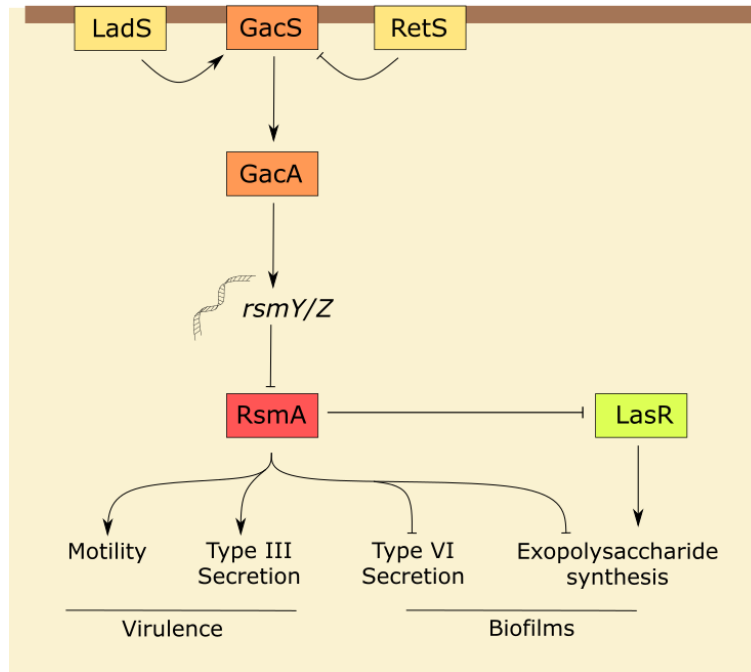 LadS
GacS
RetS
GacA
rsmY/Z
RsmA
LasR
Motility
Type III
Secretion
Type VI
Secretion
Exopolysaccharide
synthesis
Virulence
Biofilms